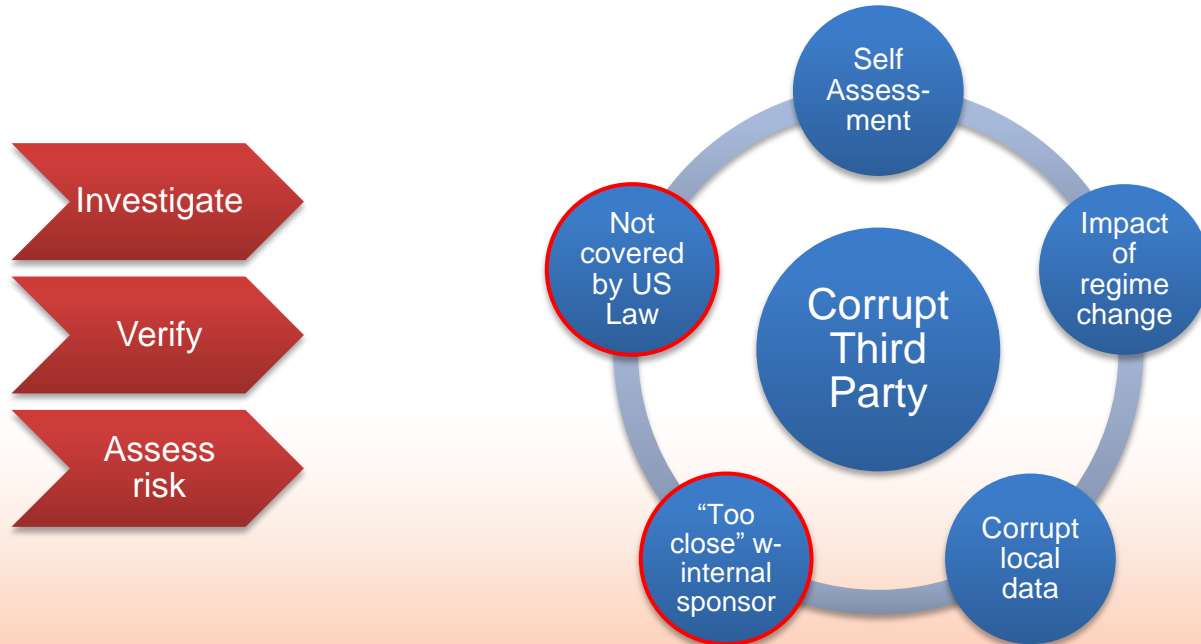 Investigate
Verify
Assess
risk
Self
Assess-
ment
Impact
of
regime
change
Corrupt
local
data
“Too
close” w-
internal
sponsor
Not
covered
by US
Law
Corrupt
Third
Party